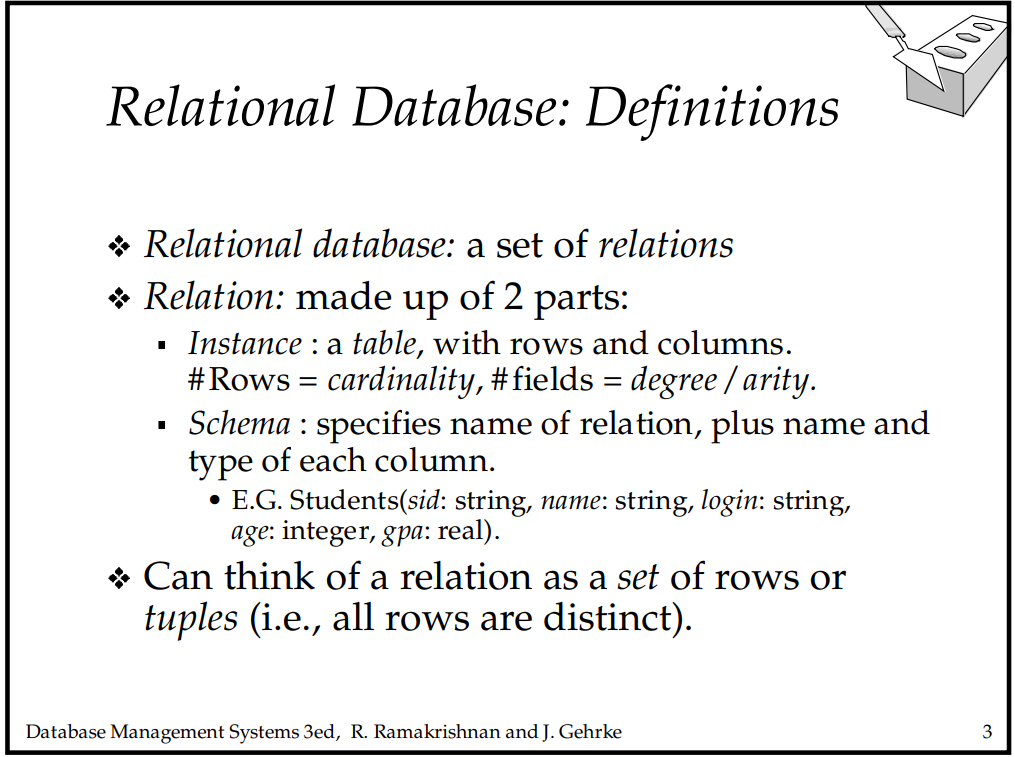 Relational Database: Definitions
❖ Relational database: a set of relations
❖ Relation: made up of 2 parts:
▪ Instance : a table, with rows and columns.
#Rows = cardinality, #fields = degree / arity.
▪ Schema : specifies name of relation, plus name and
type of each column.
• E.G. Students(sid: string, name: string, login: string,
age: integer, gpa: real).
❖ Can think of a relation as a set of rows or
tuples (i.e., all rows are distinct).
Database Management Systems 3ed, R. Ramakrishnan and J. Gehrke 3